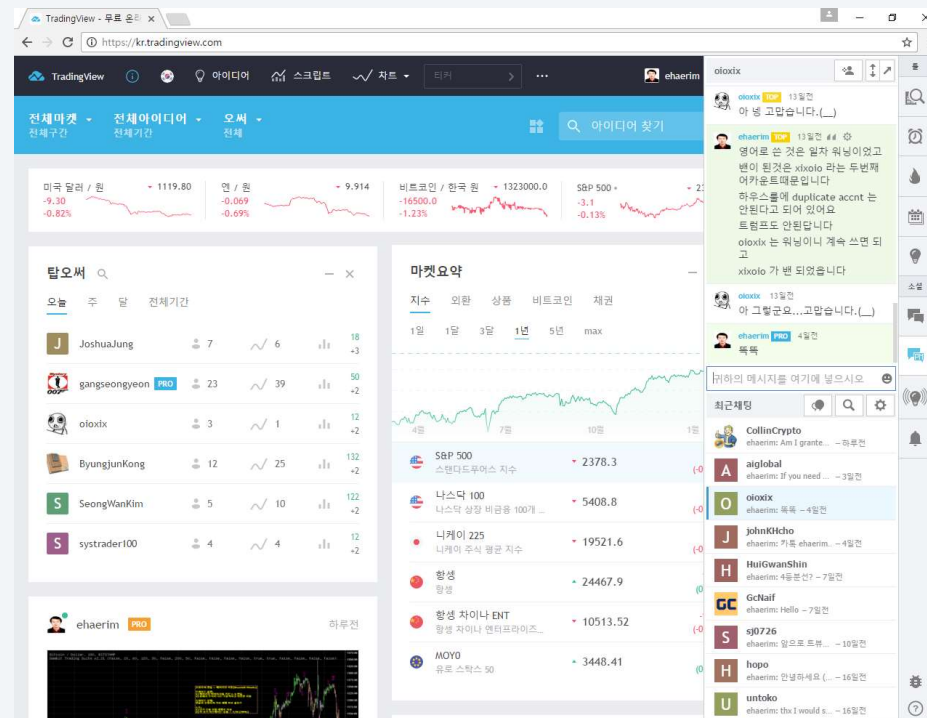 TradingView - 무료 온라
https://kr.tradingview.com
TradingView
아이디어
스크립트
차트
티커
ehaerim
전체마켓
전체구간
전체아이디어
전체기간
오써
전체
아이디어 찾기
미국 달러 / 원 1119.80
-9.30
-0.82%
엔 / 원 9.914
-0.069
-0.69%
비트코인 / 한국 원 1323000.0
-16500.0
-1.23%
S&P 500
-3.1
-0.13%
탑오써
오늘 주 달 전체기간
J JoshuaJung 7 6 18
+3
gangseongyeon PRO 23 39 50
+2
oioxix 3 1 12
+2
ByungjunKong 12 25 132
+2
S SeongWanKim 5 10 122
+2
S systrader100 4 4 12
+2
ehaerim PRO 하루전
마켓요약
지수 외환 상품 비트코인 채권
1일 1달 3달 1년 5년 max
4월 7월 10월
S&P 500 2378.3
스탠다드푸어스 지수
나스닥 100 5408.8
나스닥 상장 비금융 100개 ...
니케이 225 19521.6
니케이 주식 평균 지수
항셍 24467.9
항셍
항셍 차이나 ENT 10513.52
항셍 차이나 엔터프라이즈...
MOY0 3448.41
유로 스탁스 50
oioxix
oioxix TOP 13일전
아 넹 고맙습니다.(__)
ehaerim TOP 13일전
영어로 쓴 것은 일차 워닝이었고
밴이 된것은 xixolo 라는 두번째
어카운트때문입니다
하우스룰에 duplicate accnt 는
안된다고 되어 있어요
트럼프도 안된답니다
oioxix 는 워닝이니 계속 쓰면 되
고
xixolo 가 밴 되었읍니다
oioxix 13일전
아 그렇군요...고맙습니다.(__)
ehaerim PRO 4일전
똑똑
귀하의 메시지를 여기에 넣으시오
최근채팅
CollinCrypto
ehaerim: Am I grante... – 하루전
A aiglobal
ehaerim: If you need ... – 3일전
O oioxix
ehaerim: 똑똑 – 4일전
J johnKHcho
ehaerim: 카톡 ehaerim.. – 4일전
H HuiGwanShin
ehaerim: 4등분선? – 7일전
GC GcNaif
ehaerim: Hello – 7일전
S sj0726
ehaerim: 앞으로 트뷰... – 10일전
H hopo
ehaerim: 안녕하세요 (... – 16일전
U untoko
ehaerim: thx I would s... – 16일전
소셜